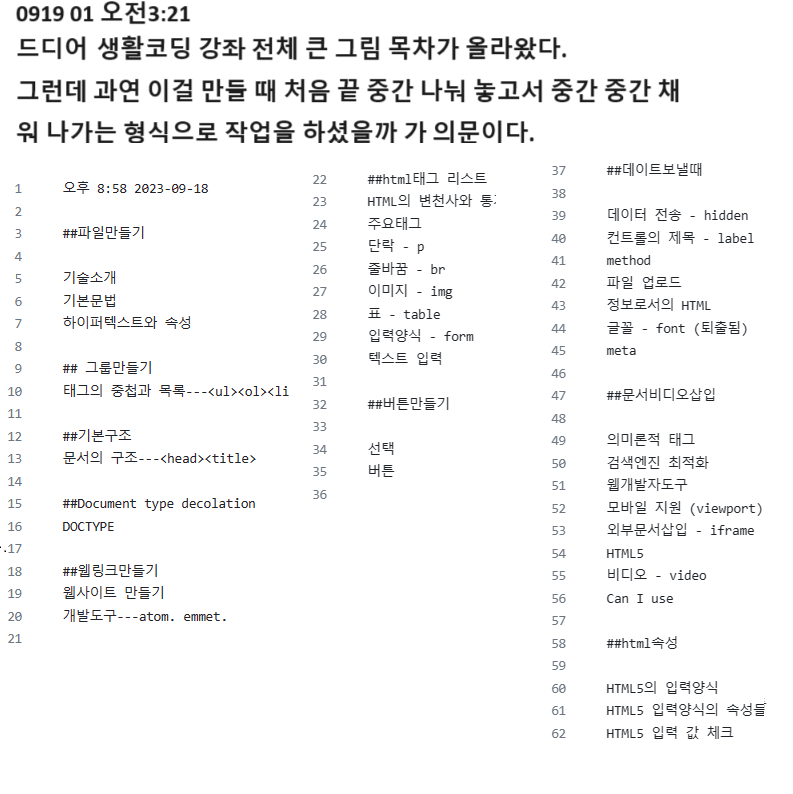 0919 01 오전3:21
드디어 생활코딩 강좌 전체 큰 그림 목차가 올라왔다.
그런데 과연 이걸 만들 때 처음 끝 중간 나눠 놓고서 중간 중간 채
워 나가는 형식으로 작업을 하셨을까 가 의문이다.
1 오후 8:58 2023-09-18
2
3 ##파일만들기
4
5 기술소개
6 기본문법
7 하이퍼텍스트와 속성
8
9 ## 그룹만들기
10 태그의 중첩과 목록---<ul><ol><li
11
12 ##기본구조
13 문서의 구조---<head><title>
14
15 ##Document type decolation
16 DOCTYPE
17
18 ##웰링크만들기
19 웹사이트 만들기
20 개발도구---atom. emmet.
21
22 ##html태그 리스트
23 HTML의 변천사와
24 주요태그
25 단락 - p
26 줄바꿈 - br
27 이미지 - img
28 표 - table
29 입력양식 - form
30 텍스트 입력
31
32 ##버튼만들기
33
34 선택
35 버튼
36
37 ##데이트보낼때
38
39 데이터 전송 - hidden
40 컨트롤의 제목 - label
41 method
42 파일 업로드
43 정보로서의 HTML
44 글꼴 - font (퇴출됨)
45 meta
46
47 ##문서비디오삽입
48
49 의미론적 태그
50 검색엔진 최적화
51 웹개발자도구
52 모바일 지원 (viewport)
53 외부문서삽입 - iframe
54 HTML5
55 비디오 - video
56 Can I use
57
58 ##html속성
59
60 HTML5의 입력양식
61 HTML5 입력양식의 속성들
62 HTML5 입력 값 체크